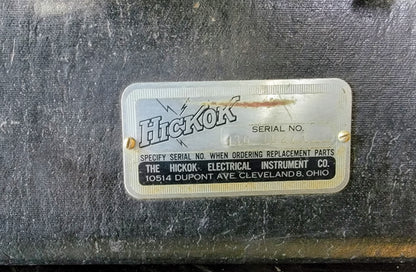 HICKOK
SERIAL NO.
SPECIFY SERIAL NO. WHEN ORDERING REPLACEMENT PARTS
THE HICKOK ELECTRICAL INSTRUMENT CO.
10514 DUPONT AVE. CLEVELAND 8, OHIO